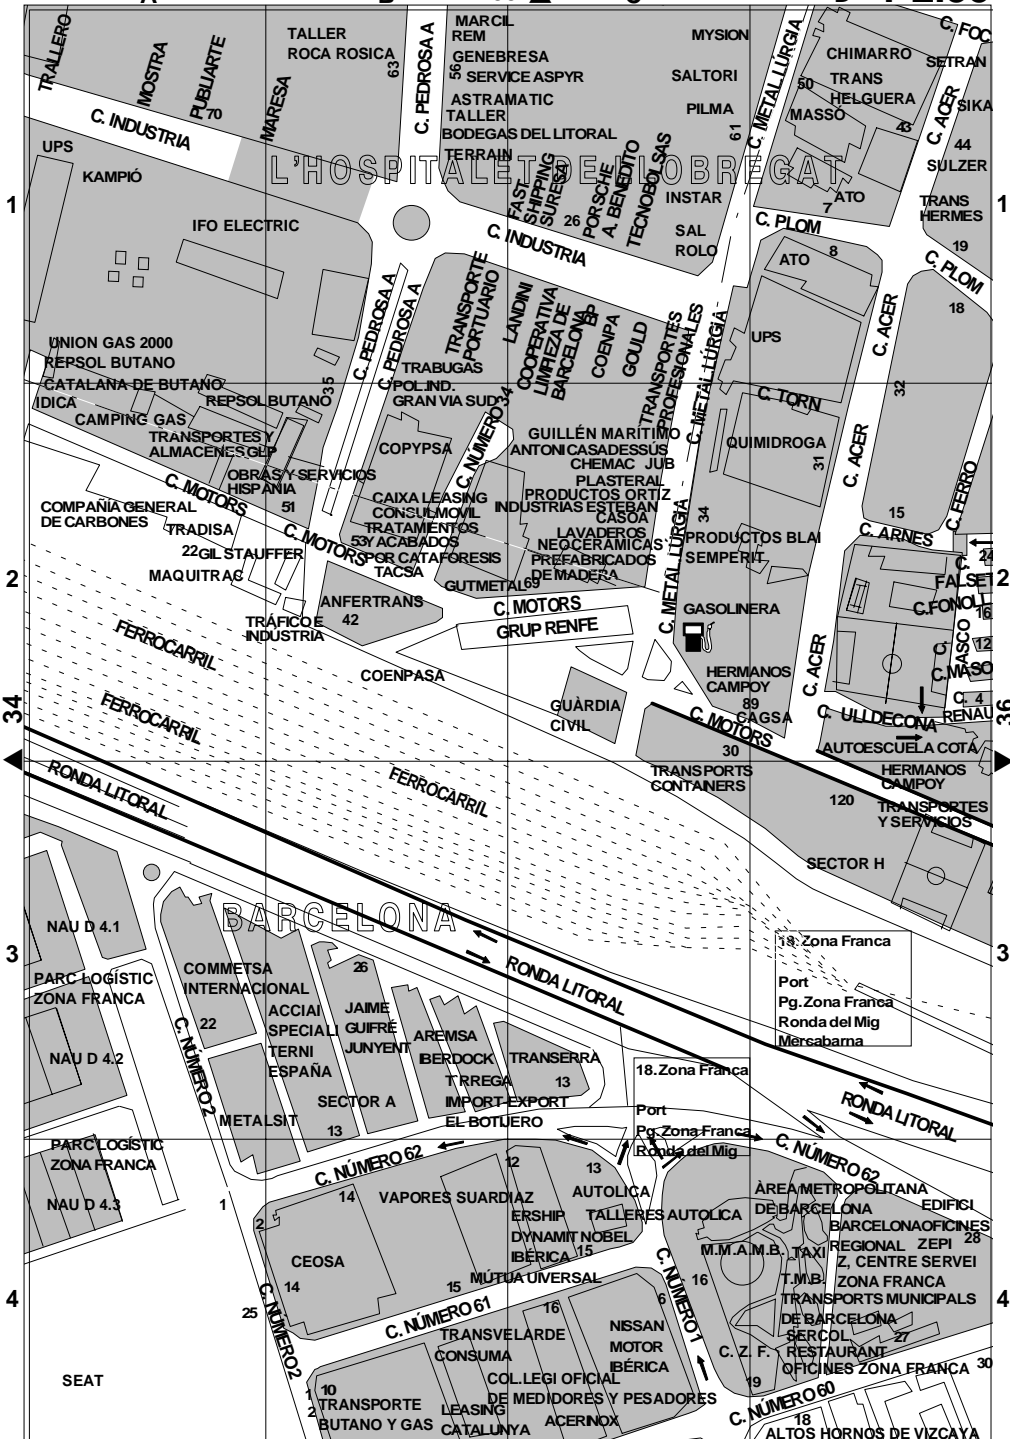 A
B
C
D
TRALLERO
MOSTRA
PUBLIARTE
70
MARESA
TALLER
ROCA ROSICA
63
C. PEDROSA A
MARCIL
REM
56
GENEBRESA
SERVICE ASPYR
ASTRAMATIC
TALLER
BODEGAS DEL LITORAL
TERRAIN
MYSION
SALTORI
PILMA
61
C. METAL.LÚRGIA
CHIMARRO
50
TRANS
HELGUERA
MASSÓ
43
C. FOC
SETRAN
C. ACER
SIKA
44
SULZER
C. INDUSTRIA
UPS
KAMPIÓ
L'HOSPITALET DE LLOBREGAT
1
IFO ELECTRIC
FAST
SHIPPING
SURESA
26
PORSCHE
A. BENEDITO
TECNOBOLSAS
INSTAR
SAL
ROLO
ATO
7
C. PLOM
TRANS
HERMES
1
19
C. PLOM
18
C. INDUSTRIA
ATO
8
C. PEDROSA A
C. PEDROSA A
TRANSPORTE
PORTUARIO
LANDINI
COOPERATIVA
LIMPIEZA DE
BARCELONA
BP
COENPA
GOULD
TRANSPORTES
PROFESIONALES
C. METAL.LÚRGIA
UPS
C. ACER
32
UNION GAS 2000
REPSOL BUTANO
CATALANA DE BUTANO
IDICA
CAMPING GAS
REPSOL BUTANO
35
TRABUGAS
POL.IND.
GRAN VIA SUD
34
C. NÚMERO
C. TORN
TRANSPORTES Y
ALMACENES GLP
COPYPSA
GUILLÉN MARÍTIMO
ANTONI CASADESSÚS
CHEMAC JUB
PLASTERAL
QUIMIDROGA
31
C. ACER
OBRAS Y SERVICIOS
HISPANIA
51
C. MOTORS
COMPAÑÍA GENERAL
DE CARBONES
TRADISA
22 GIL STAUFFER
MAQUITRAC
C. MOTORS
CAIXA LEASING
CONSULMOVIL
TRATAMIENTOS
53 Y ACABADOS
POR CATAFORESIS
TACSA
PRODUCTOS ORTIZ
INDUSTRIAS ESTEBAN
CASOA
LAVADEROS
NEOCERÁMICAS
PREFABRICADOS
DE MADERA
GUTMETAL 69
34
C. METAL.LÚRGIA
PRODUCTOS BLAI
SEMPERIT
15
C. ARNES
C. FERRO
24
C.
FALSET
C.FONOLL
16
2
2
ANFERTRANS
42
TRÁFICO E
INDUSTRIA
C. MOTORS
GRUP RENFE
GASOLINERA
C. ACER
C. MASCO
12
C.MASO
COENPASA
FERROCARRIL
FERROCARRIL
FERROCARRIL
GUÀRDIA
CIVIL
HERMANOS
CAMPOY
89
CAGSA
C. MOTORS
30
C. 4
C. ULLDECONA
RENAU
34
36
AUTOESCUELA COTA
HERMANOS
CAMPOY
TRANSPORTS
CONTAINERS
120
TRANSPORTES
Y SERVICIOS
SECTOR H
RONDA LITORAL
BARCELONA
NAU D 4.1
3
3
PARC LOGÍSTIC
ZONA FRANCA
COMMETSA
INTERNACIONAL
26
22
C. NÚMERO 2
ACCIAI
SPECIALI
TERNI
ESPAÑA
JAIME
GUIFRÉ
JUNYENT
AREMSA
IBERDOCK
TRREGA
IMPORT-EXPORT
EL BOTIJERO
TRANSERRA
13
RONDA LITORAL
18. Zona Franca
Port
Pg. Zona Franca
Ronda del Mig
Mercabarna
NAU D 4.2
METALSIT
SECTOR A
13
18. Zona Franca
Port
Pg. Zona Franca
Ronda del Mig
RONDA LITORAL
PARC LOGÍSTIC
ZONA FRANCA
NAU D 4.3
C. NÚMERO 62
12
13
C. NÚMERO 62
1
2
14
VAPORES SUARDIAZ
ERSHIP
DYNAMIT NOBEL
IBÉRICA
15
AUTOLICA
TALLERES AUTOLICA
ÀREA METROPOLITANA
DE BARCELONA
EDIFICI
BARCELONA OFICINES
28
REGIONAL ZEPI
Z, CENTRE SERVEI
ZONA FRANCA
M.M.A.M.B.
TAXI
T.M.B.
TRANSPORTS MUNICIPALS
DE BARCELONA
SERCOL
27
CEOSA
14
15
MÚTUA UIVERSAL
16
C. NÚMERO 1
6
4
4
25
C. NÚMERO 2
C. NÚMERO 61
16
TRANSVELARDE
CONSUMA
NISSAN
MOTOR
IBÉRICA
C. Z. F.
RESTAURANT
OFICINES ZONA FRANCA
30
SEAT
COL.LEGI OFICIAL
DE MEDIDORES Y PESADORES
19
C. NÚMERO 60
1
2
10
TRANSPORTE
BUTANO Y GAS
LEASING
CATALUNYA
ACERINOX
18
ALTOS HORNOS DE VIZCAYA